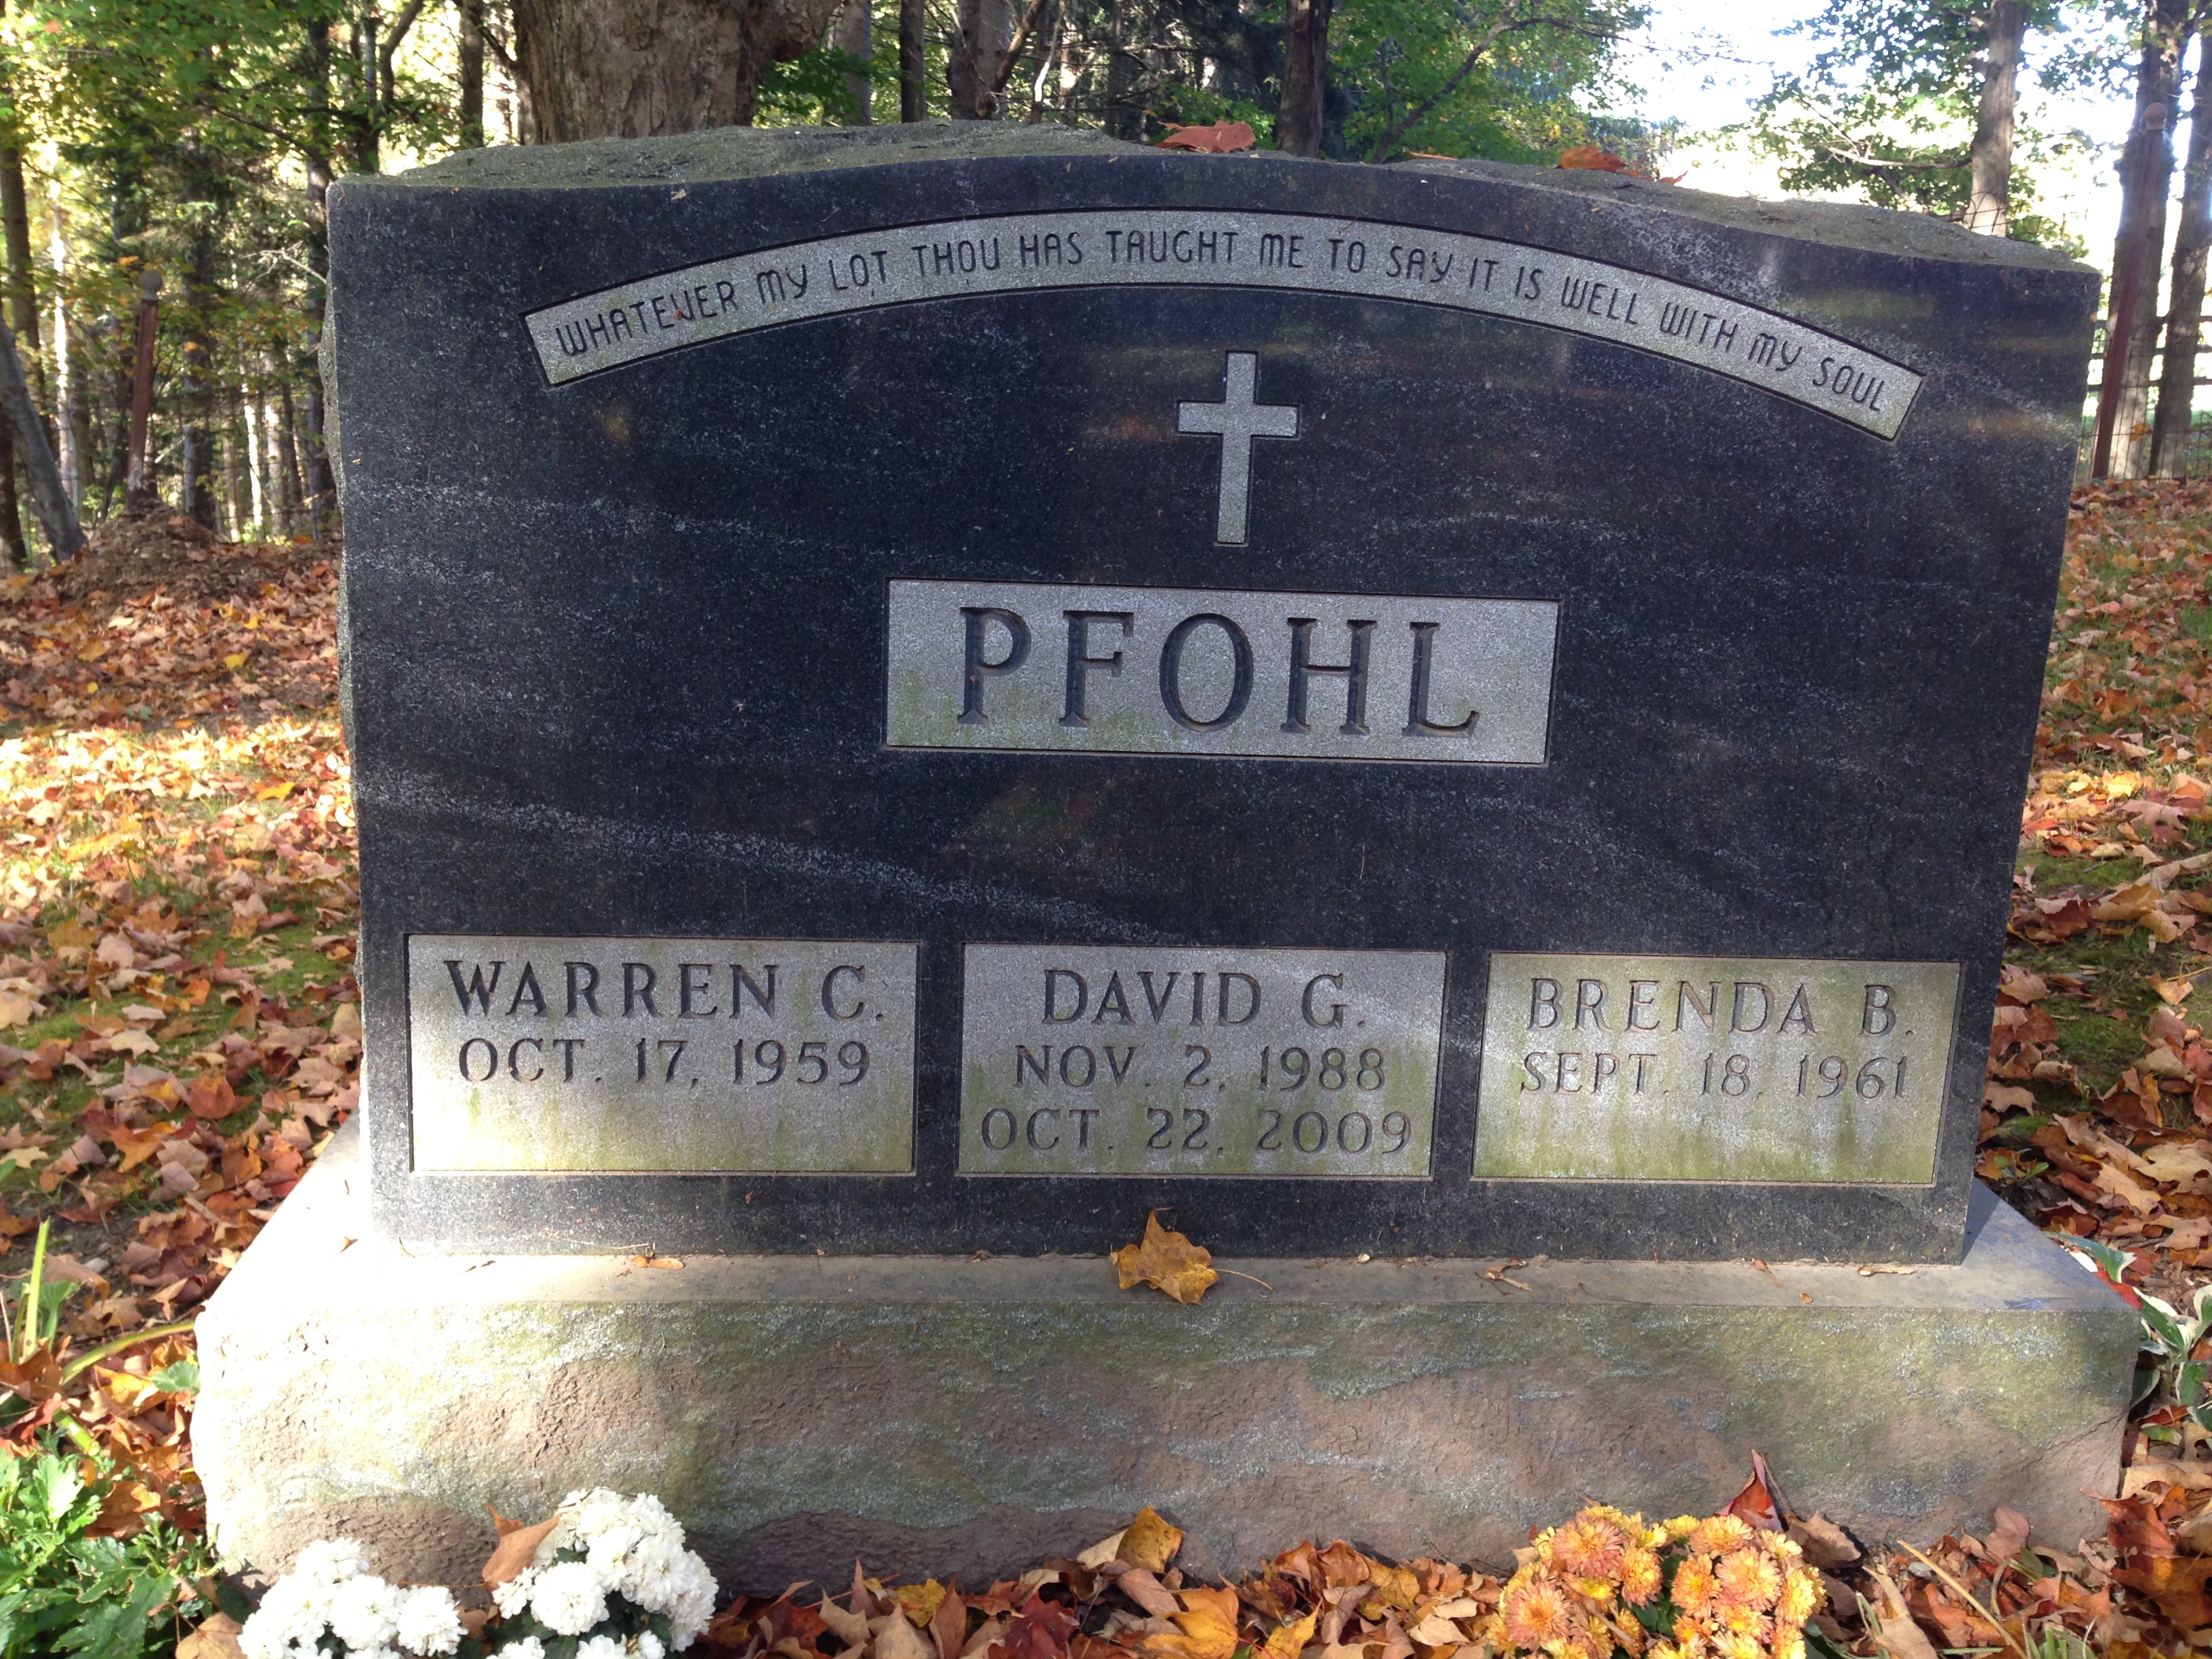 WHATEVER MY LOT THOU HAS TAUGHT ME TO SAY IT IS WELL WITH MY SOUL
PFOHL
WARREN C.
OCT. 17, 1959
DAVID G.
NOV. 2, 1988
OCT. 22, 2009
BRENDA B.
SEPT. 18, 1961